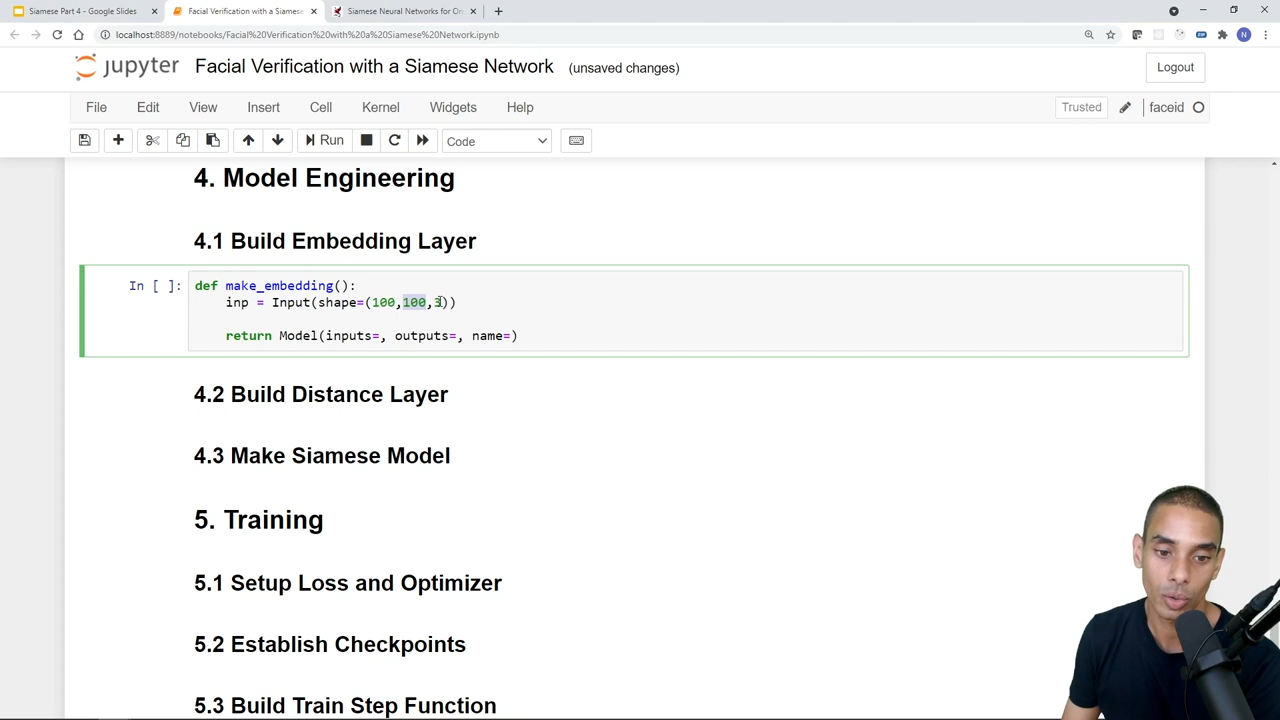 Siamese Part 4 - Google Slides
Facial Verification with a Siamese
Siamese Neural Networks for On
localhost:8889/notebooks/Facial%20Verification%20with%20a%20Siamese%20Network.ipynb
N
jupyter
Facial Verification with a Siamese Network (unsaved changes)
Logout
File Edit View Insert Cell Kernel Widgets Help
Trusted
faceid
Run
Code
4. Model Engineering
4.1 Build Embedding Layer
In [ ]:
def make_embedding():
inp = Input(shape=(100,100,3))
return Model(inputs=, outputs=, name=)
4.2 Build Distance Layer
4.3 Make Siamese Model
5. Training
5.1 Setup Loss and Optimizer
5.2 Establish Checkpoints
5.3 Build Train Step Function